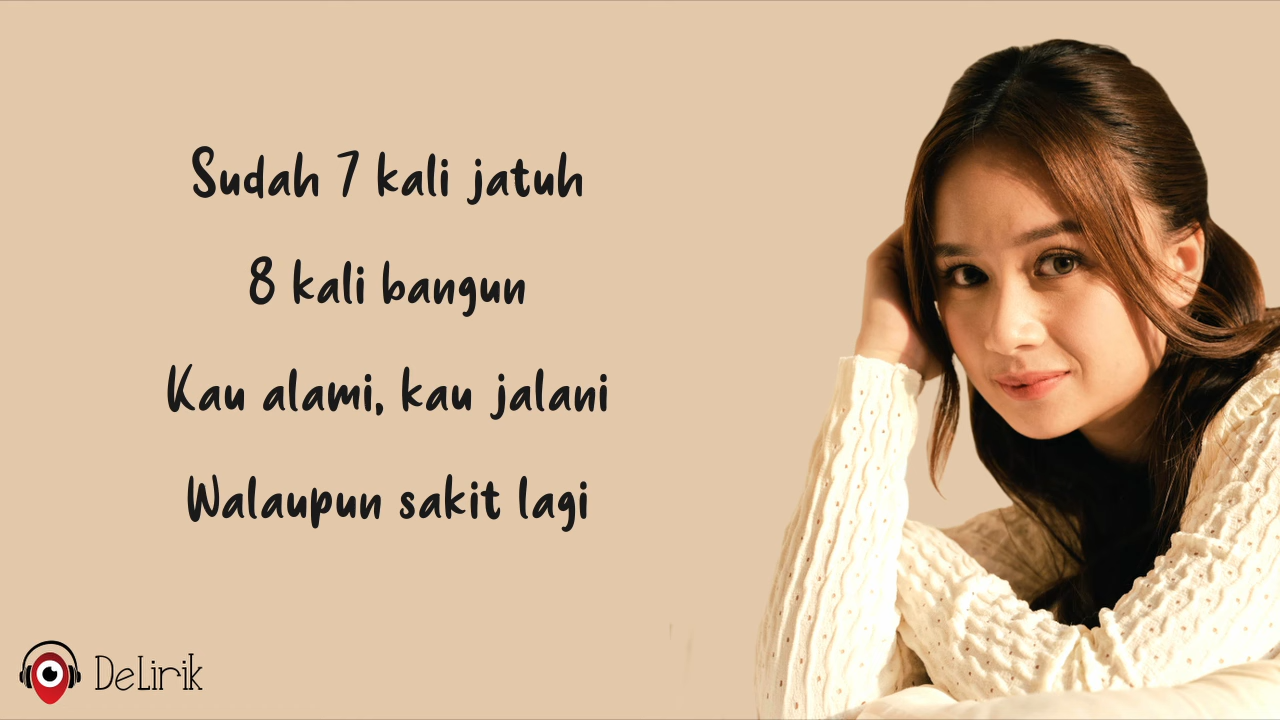 Sudah 7 kali jatuh
8 kali bangun
Kau alami, kau jalani
Walaupun sakit lagi
DeLirik